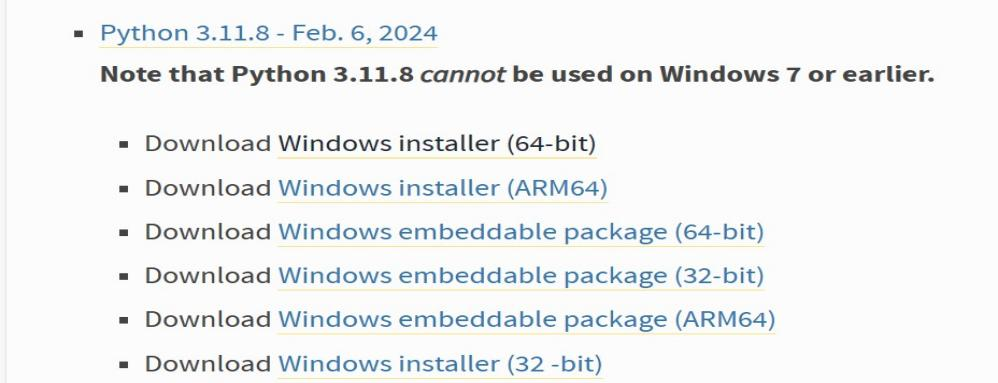 Python 3.11.8 - Feb. 6, 2024
Note that Python 3.11.8 cannot be used on Windows 7 or earlier.
Download Windows installer (64-bit)
Download Windows installer (ARM64)
Download Windows embeddable package (64-bit)
Download Windows embeddable package (32-bit)
Download Windows embeddable package (ARM64)
Download Windows installer (32 -bit)